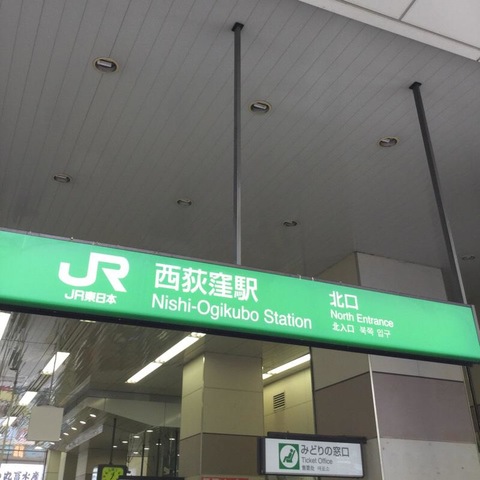 JR
JR東日本
西荻窪駅
Nishi-Ogikubo Station
北口
North Entrance
北入口 북쪽 입구
みどりの窓口
Ticket Office